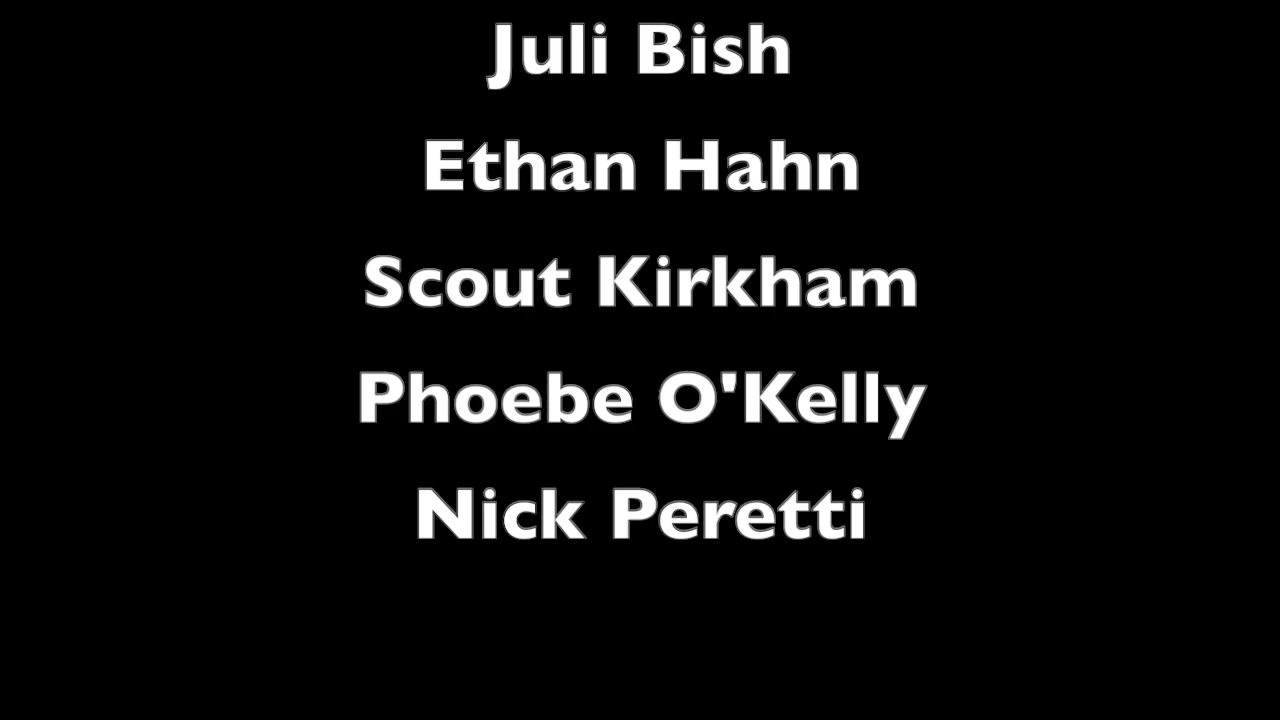 Juli Bish
Ethan Hahn
Scout Kirkham
Phoebe O'Kelly
Nick Peretti